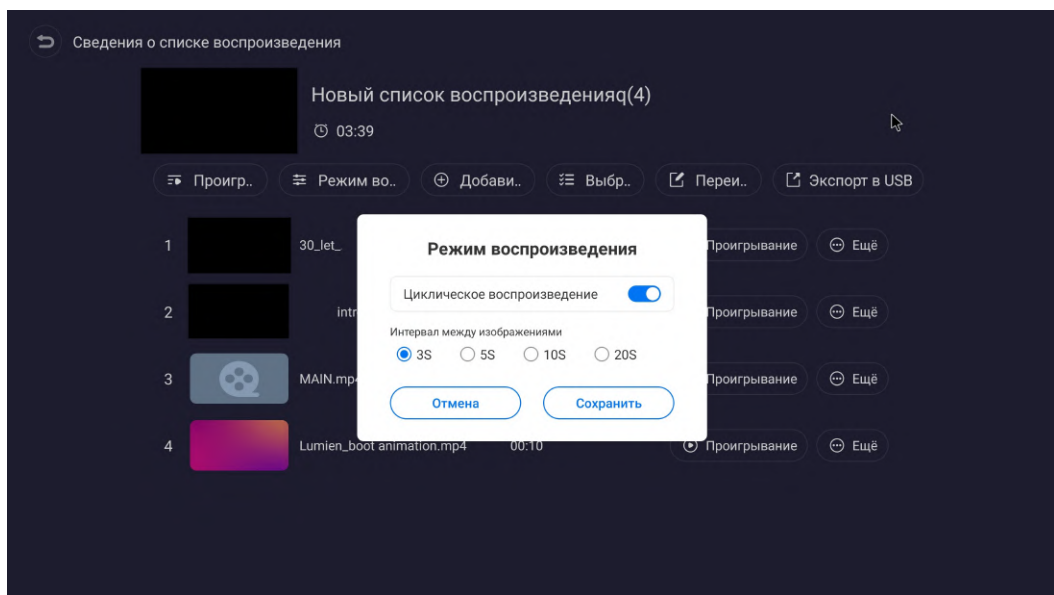 Сведения о списке воспроизведения
Новый список воспроизведенияq(4)
03:39
Проигр.. Режим во.. Добави.. Выбр.. Переи.. Экспорт в USB
1 30_let_ Проигрывание Ещё
Режим воспроизведения
Циклическое воспроизведение
2 intr Проигрывание Ещё
Интервал между изображениями
3S 5S 10S 20S
3 MAIN.mp4 Проигрывание Ещё
Отмена Сохранить
4 Lumien_boot animation.mp4 00:10 Проигрывание Ещё